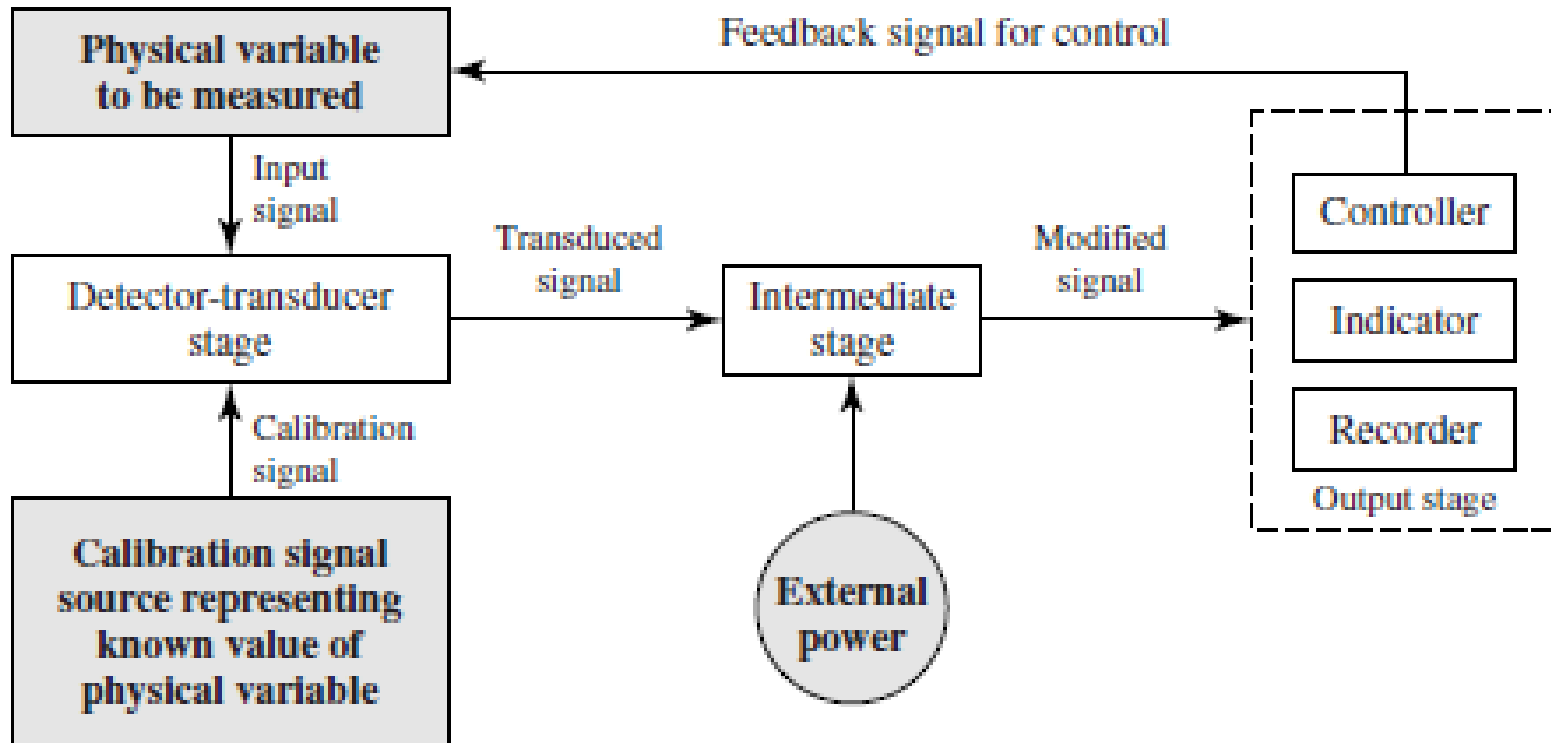 Physical variable
to be measured
Feedback signal for control
Input
signal
Detector-transducer
stage
Transduced
signal
Intermediate
stage
Modified
signal
Controller
Indicator
Recorder
Output stage
Calibration
signal
Calibration signal
source representing
known value of
physical variable
External
power